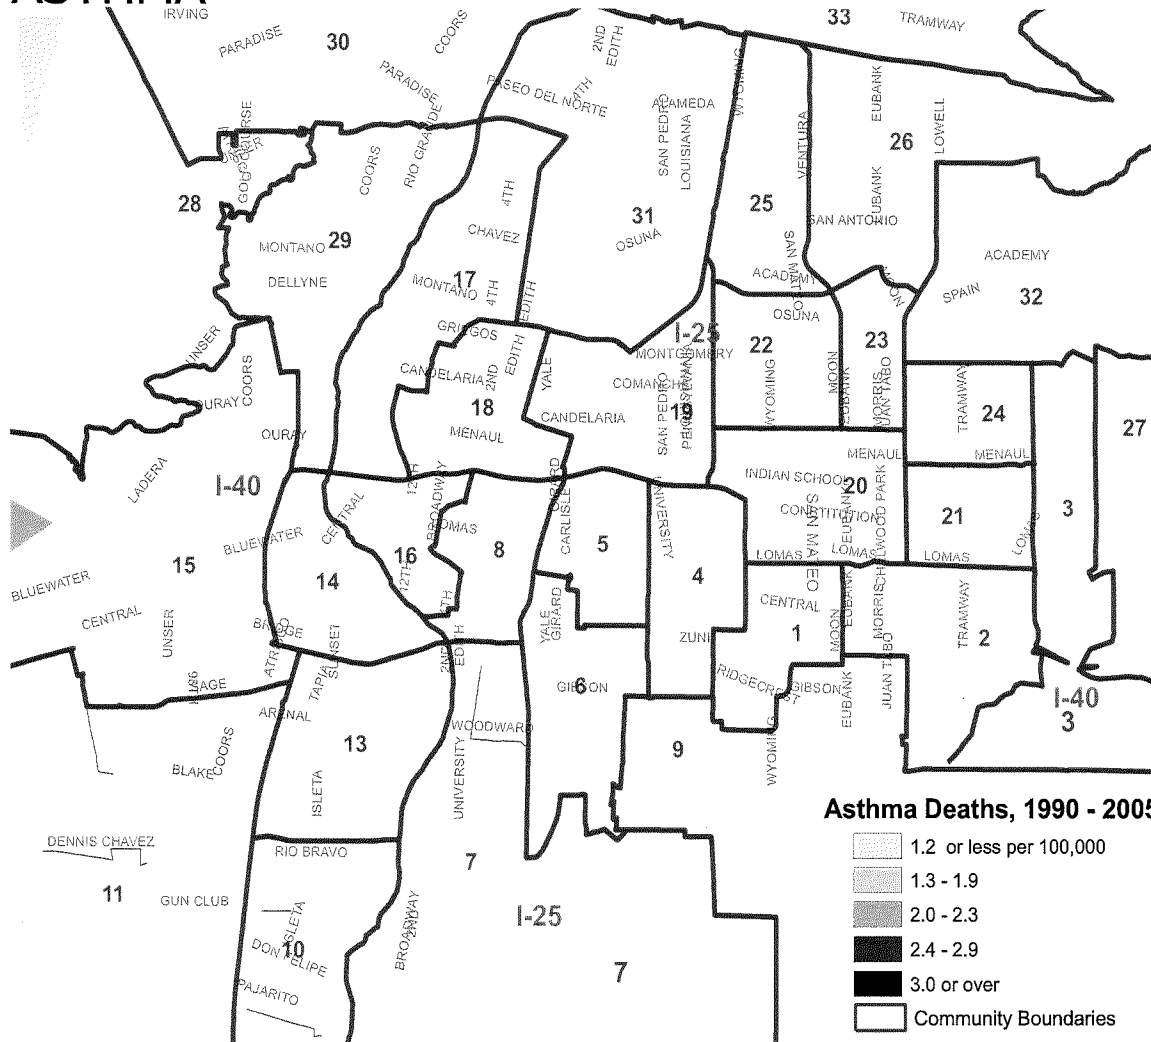 ASTHMA
IRVING
PARADISE
30
COORS
PARADISE
2ND
EDITH
4TH
PASEO DEL NORTE
33
TRAMWAY
WYOMING
ALAMEDA
SAN PEDRO
LOUISIANA
VENTURA
EUBANK
LOWELL
26
28
COORS
RIO GRANDE
4TH
CHAVEZ
31
OSUNA
25
EUBANK
SAN ANTONIO
MONTANO
29
DELLYNE
17
MONTANO
4TH
EDITH
SAN MATEO
ACADEMY
ACADEMY
SPAIN
32
GRIEGOS
EDITH
YALE
I-25
MONTGOMERY
OSUNA
22
23
UNSER
COORS
OURAY
CANDELARIA
2ND
COMANCHE
WYOMING
MOON
EUBANK
MORRIS
JUAN TABO
TRAMWAY
24
27
18
MENAUL
CANDELARIA
SAN PEDRO
19
OURAY
MENAUL
MENAUL
LADERA
I-40
12TH
BROADWAY
GIRARD
CARLISLE
UNIVERSITY
INDIAN SCHOOL
20
CONSTITUTION
SAN MATEO
EUBANK
CHELWOOD PARK
21
3
CENTRAL
LOMAS
BLUEWATER
15
14
16
8
5
4
LOMAS
LOMAS
LOMAS
LOMAS
BLUEWATER
CENTRAL
UNSER
12TH
BRIDGE
SUNSET
YALE
GIRARD
ZUNI
CENTRAL
1
MOON
EUBANK
MORRIS
TRAMWAY
2
2ND
EDITH
TAPIA
6
GIBSON
RIDGECREST
GIBSON
EUBANK
JUAN TABO
I-40
3
ARENAL
WOODWARD
BLAKE
COORS
13
ISLETA
UNIVERSITY
9
WYOMING
DENNIS CHAVEZ
11
GUN CLUB
RIO BRAVO
7
ISLETA
10
DON FELIPE
PAJARITO
BROADWAY
2ND
I-25
7
Asthma Deaths, 1990 - 2005
1.2 or less per 100,000
1.3 - 1.9
2.0 - 2.3
2.4 - 2.9
3.0 or over
Community Boundaries